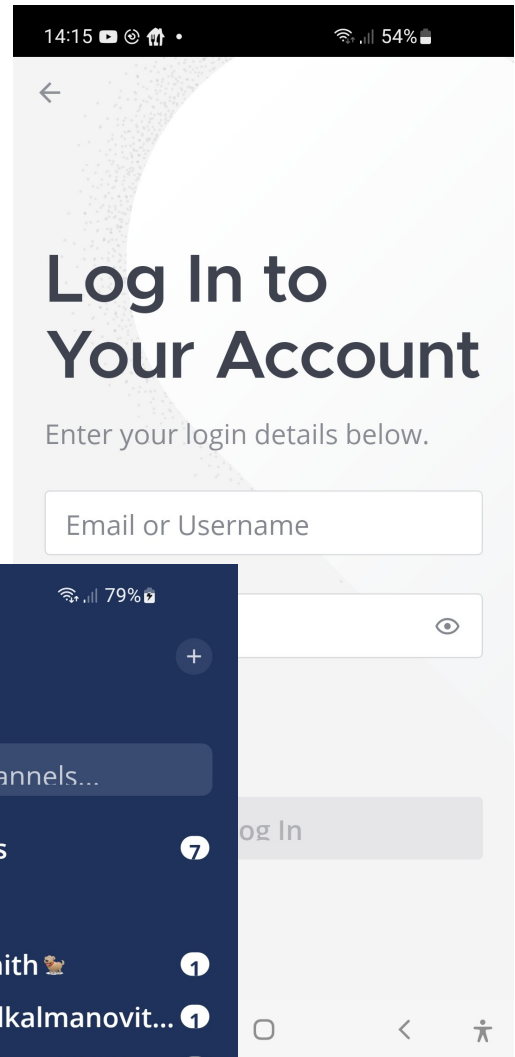 14:15 54%
Log In to
Your Account
Enter your login details below.
Email or Username
og In
79%
+
annels...
s 7
ith 1
lkalmanovit... 1